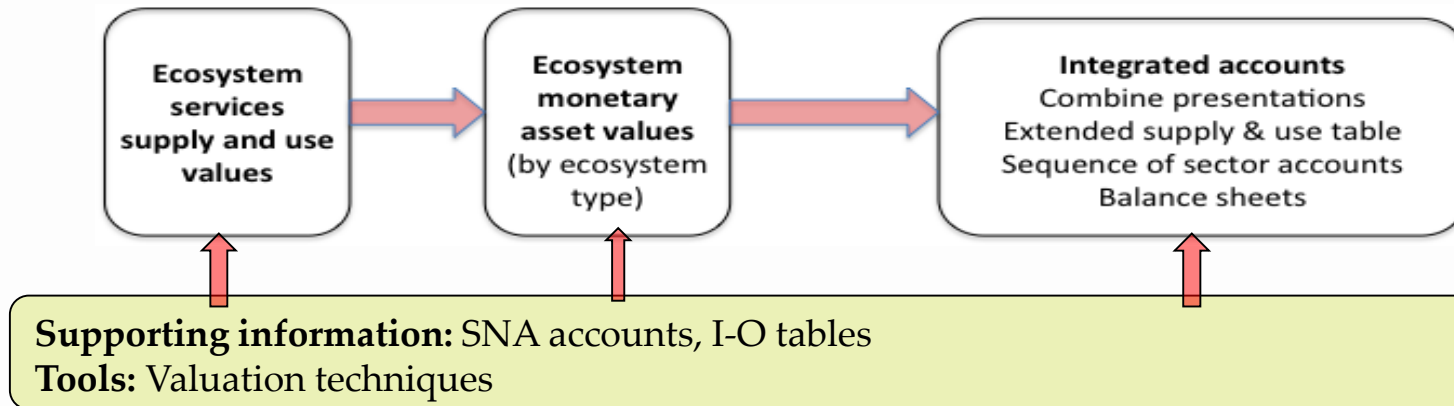 Ecosystem
services
supply and use
values
Ecosystem
monetary
asset values
(by ecosystem
type)
Integrated accounts
Combine presentations
Extended supply & use table
Sequence of sector accounts
Balance sheets
Supporting information: SNA accounts, I-O tables
Tools: Valuation techniques